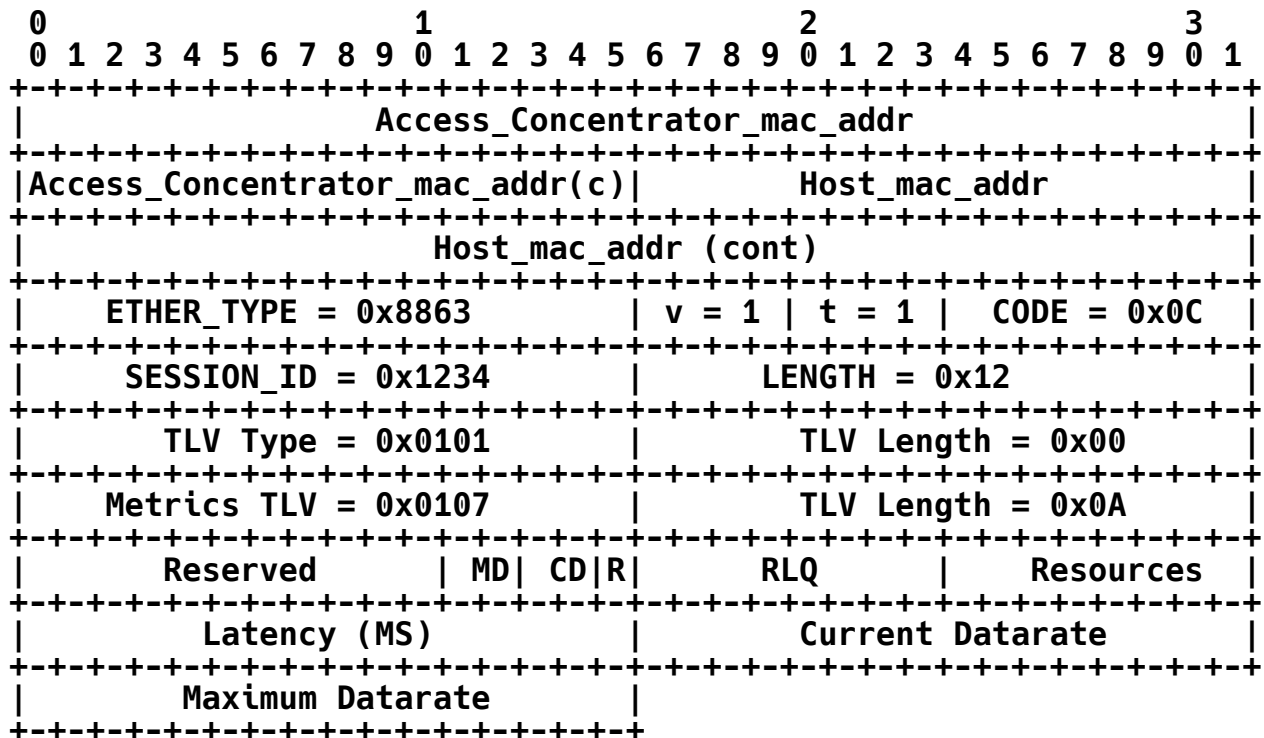 0                   1                   2                   3
 0 1 2 3 4 5 6 7 8 9 0 1 2 3 4 5 6 7 8 9 0 1 2 3 4 5 6 7 8 9 0 1
+-+-+-+-+-+-+-+-+-+-+-+-+-+-+-+-+-+-+-+-+-+-+-+-+-+-+-+-+-+-+-+-+
|                  Access_Concentrator_mac_addr                 |
+-+-+-+-+-+-+-+-+-+-+-+-+-+-+-+-+-+-+-+-+-+-+-+-+-+-+-+-+-+-+-+-+
|Access_Concentrator_mac_addr(c)|        Host_mac_addr          |
+-+-+-+-+-+-+-+-+-+-+-+-+-+-+-+-+-+-+-+-+-+-+-+-+-+-+-+-+-+-+-+-+
|                     Host_mac_addr (cont)                      |
+-+-+-+-+-+-+-+-+-+-+-+-+-+-+-+-+-+-+-+-+-+-+-+-+-+-+-+-+-+-+-+-+
|    ETHER_TYPE = 0x8863        | v = 1 | t = 1 |  CODE = 0x0C  |
+-+-+-+-+-+-+-+-+-+-+-+-+-+-+-+-+-+-+-+-+-+-+-+-+-+-+-+-+-+-+-+-+
|     SESSION_ID = 0x1234       |      LENGTH = 0x12            |
+-+-+-+-+-+-+-+-+-+-+-+-+-+-+-+-+-+-+-+-+-+-+-+-+-+-+-+-+-+-+-+-+
|       TLV Type = 0x0101       |        TLV Length = 0x00      |
+-+-+-+-+-+-+-+-+-+-+-+-+-+-+-+-+-+-+-+-+-+-+-+-+-+-+-+-+-+-+-+-+
|    Metrics TLV = 0x0107       |        TLV Length = 0x0A      |
+-+-+-+-+-+-+-+-+-+-+-+-+-+-+-+-+-+-+-+-+-+-+-+-+-+-+-+-+-+-+-+-+
|       Reserved      | MD| CD|R|      RLQ      |    Resources  |
+-+-+-+-+-+-+-+-+-+-+-+-+-+-+-+-+-+-+-+-+-+-+-+-+-+-+-+-+-+-+-+-+
|         Latency (MS)          |        Current Datarate       |
+-+-+-+-+-+-+-+-+-+-+-+-+-+-+-+-+-+-+-+-+-+-+-+-+-+-+-+-+-+-+-+-+
|        Maximum Datarate       |
+-+-+-+-+-+-+-+-+-+-+-+-+-+-+-+-+